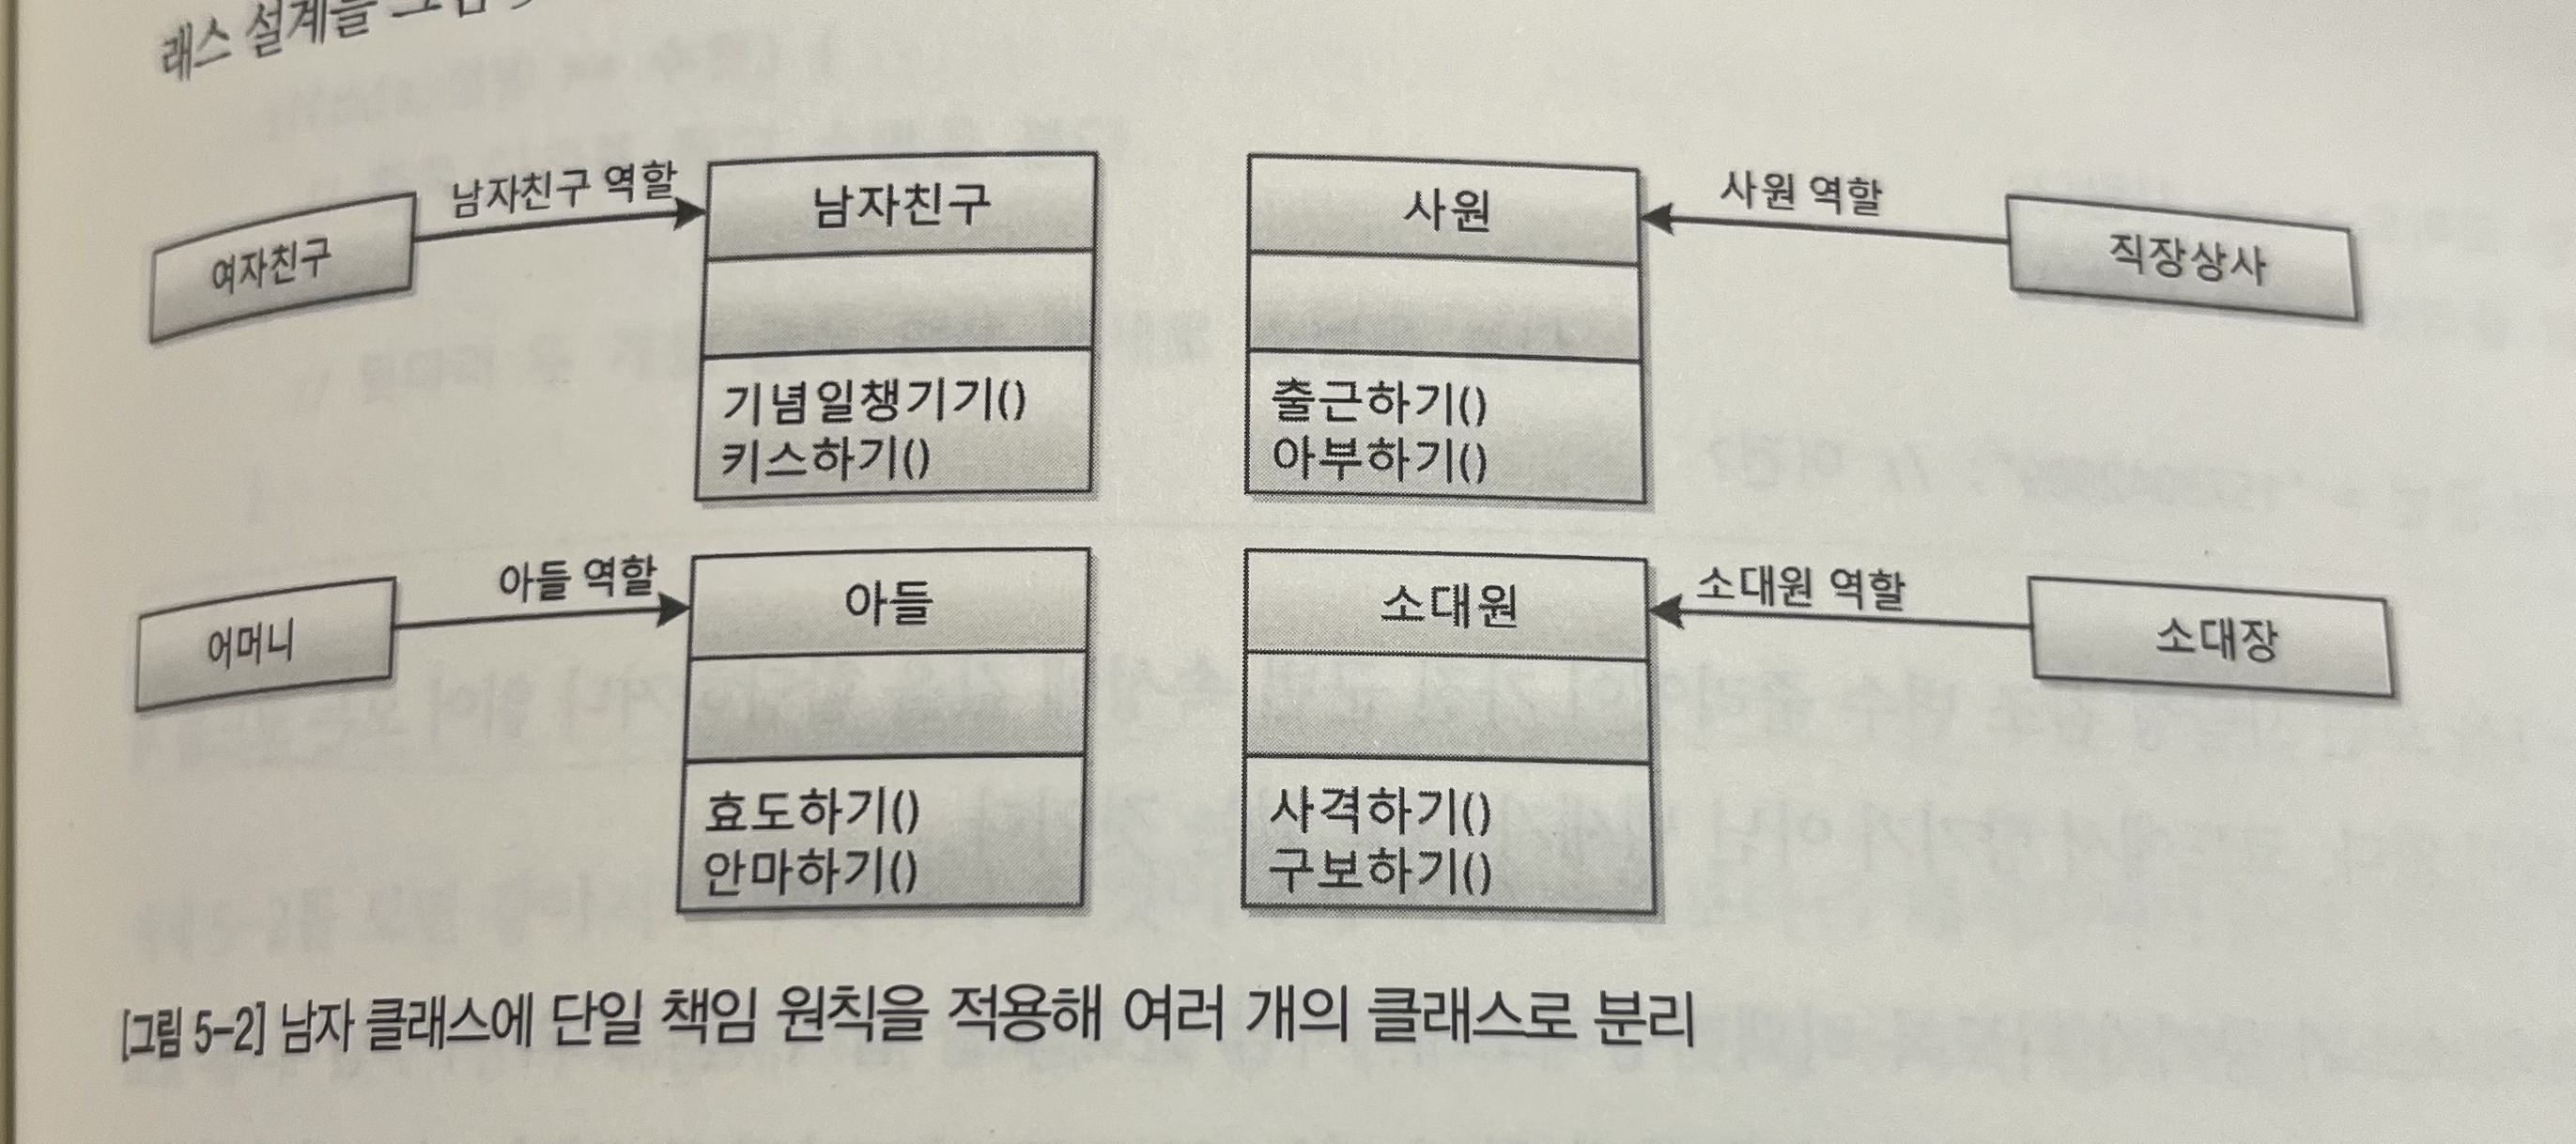 래스 설계를
남자친구 역할
여자친구
남자친구
기념일챙기기()
키스하기()
사원 역할
사원
직장상사
출근하기()
아부하기()
아들 역할
어머니
아들
효도하기()
안마하기()
소대원 역할
소대원
소대장
사격하기()
구보하기()
[그림 5-2] 남자 클래스에 단일 책임 원칙을 적용해 여러 개의 클래스로 분리